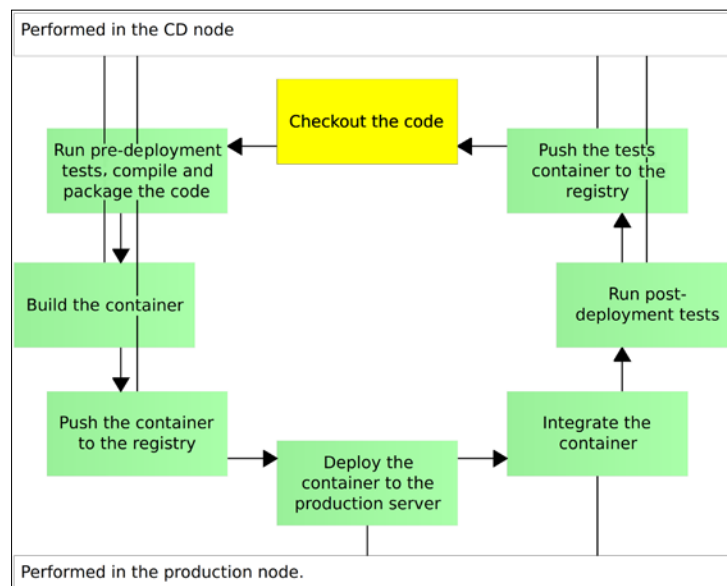 Performed in the CD node
Checkout the code
Run pre-deployment
tests, compile and
package the code
Push the tests
container to the
registry
Build the container
Run post-
deployment tests
Push the container
to the registry
Deploy the
container to the
production server
Integrate the
container
Performed in the production node.